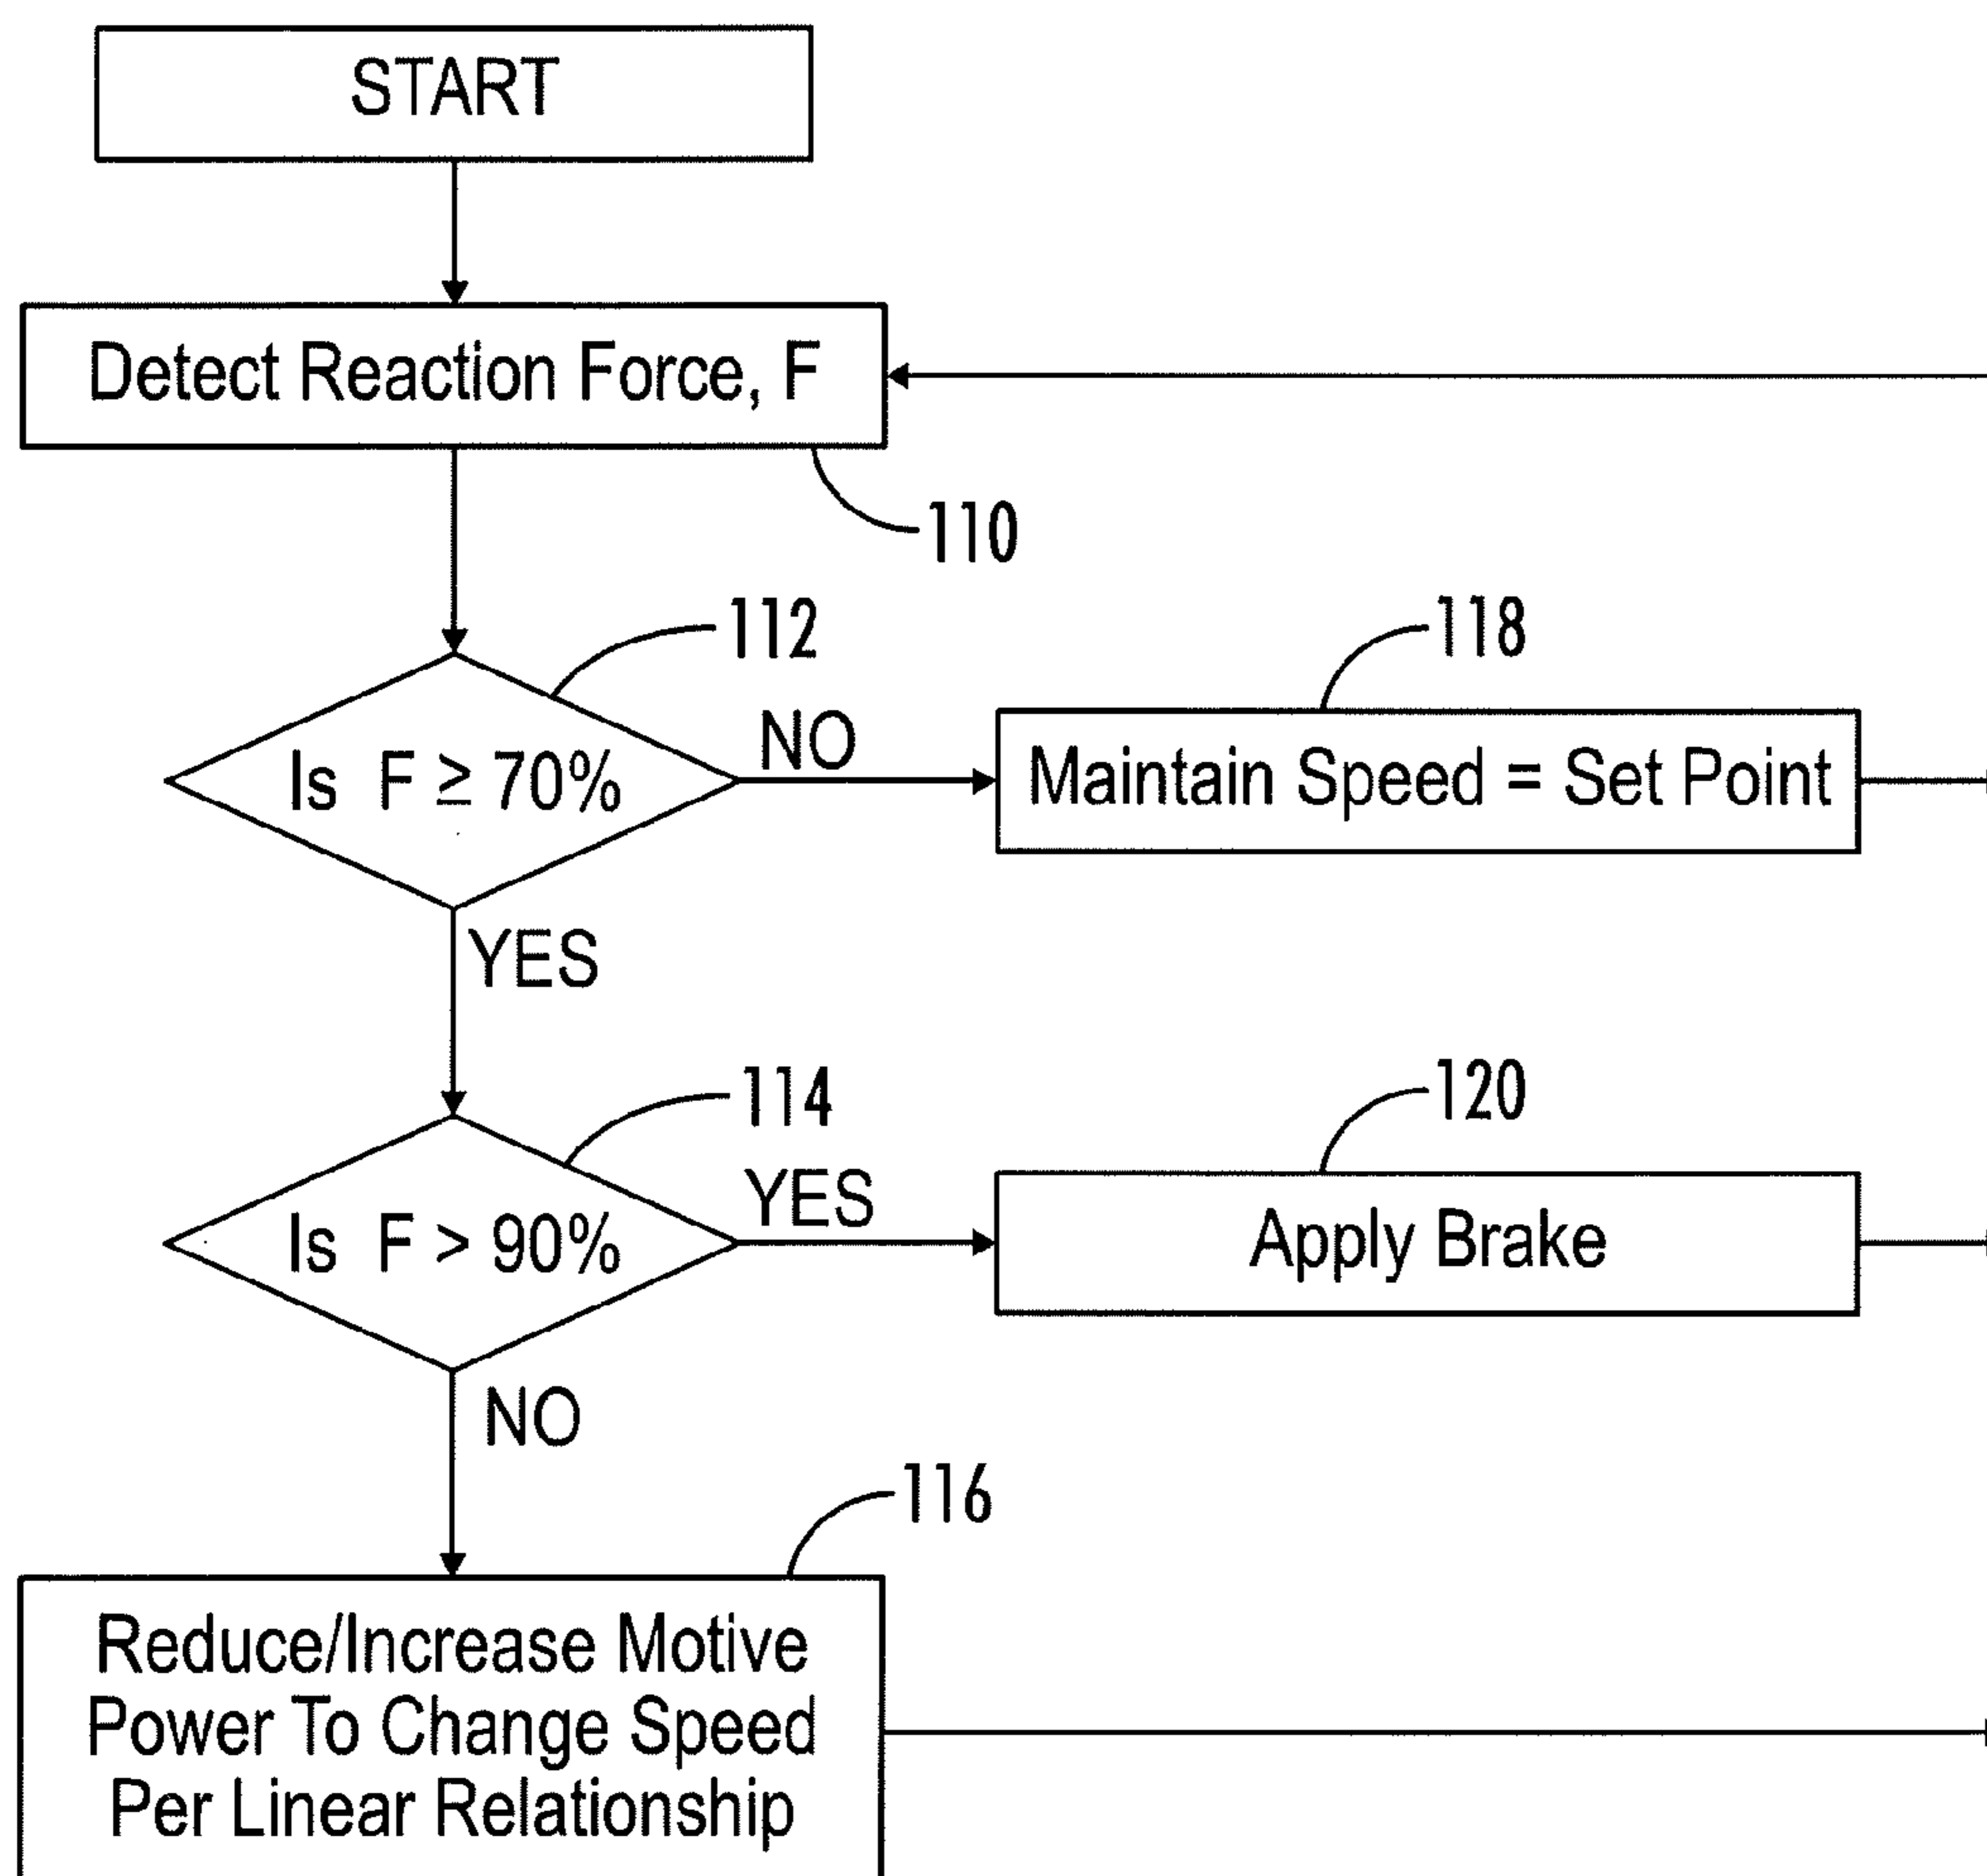 START
Detect Reaction Force, F
110
112
118
Is F ≥ 70%
NO
Maintain Speed = Set Point
YES
114
120
Is F > 90%
YES
Apply Brake
NO
116
Reduce/Increase Motive
Power To Change Speed
Per Linear Relationship